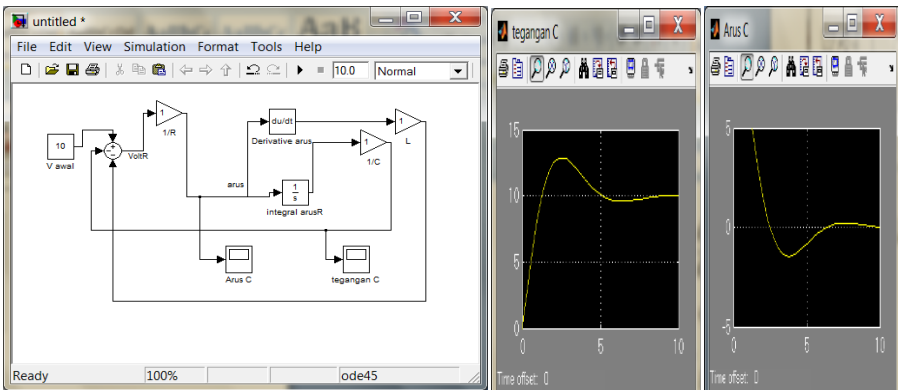 untitled *
File Edit View Simulation Format Tools Help
10.0 Normal
10
V awal
VoltR
1
1/R
du/dt
Derivative arus
1
L
1
1/C
arus
1
s
integral arusR
Arus C
tegangan C
Ready 100% ode45
tegangan C
15
10
5
0
0 5 10
Time offset: 0
Arus C
5
0
-5
0 5 10
Time offset: 0